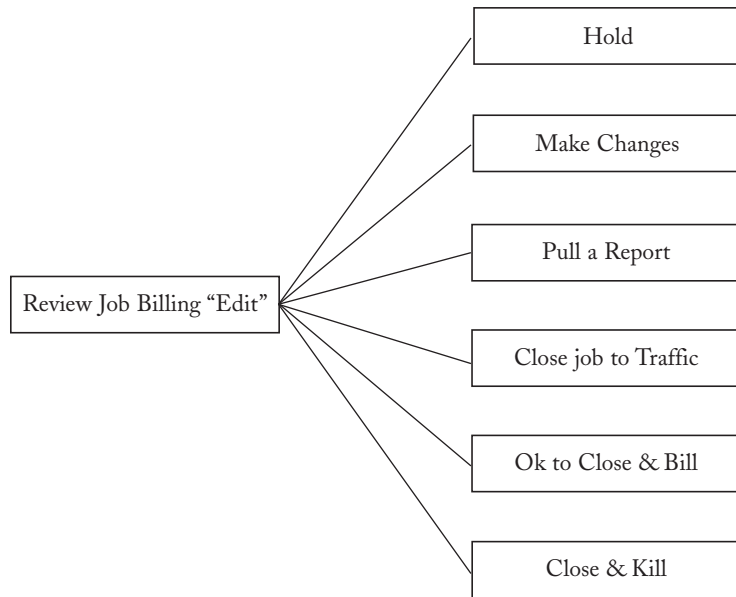 Hold
Make Changes
Pull a Report
Review Job Billing “Edit”
Close job to Traffic
Ok to Close & Bill
Close & Kill